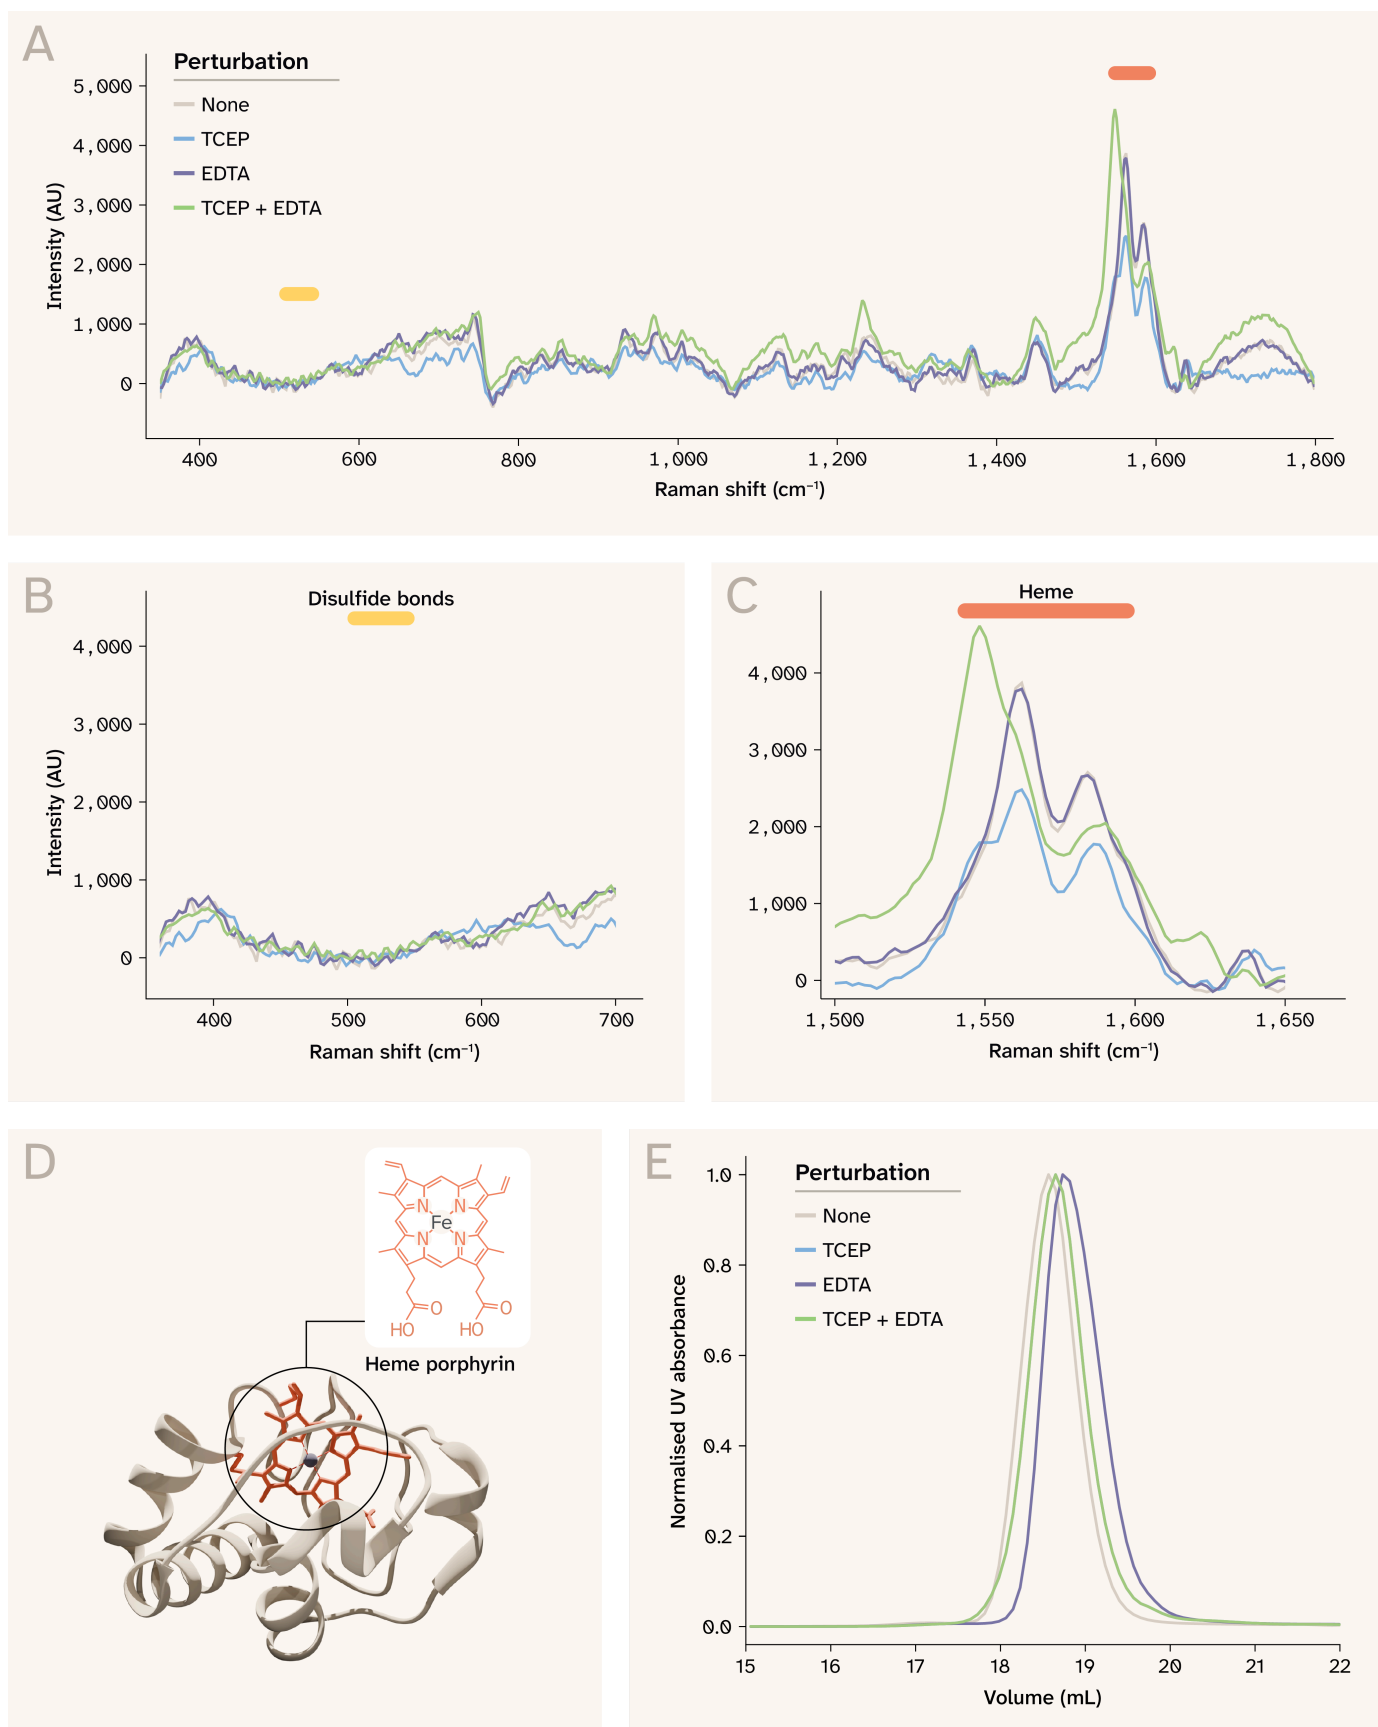 A
Perturbation
None
TCEP
EDTA
TCEP + EDTA
5,000
4,000
3,000
2,000
1,000
0
Intensity (AU)
400 600 800 1,000 1,200 1,400 1,600 1,800
Raman shift (cm⁻¹)
B
Disulfide bonds
4,000
3,000
2,000
1,000
0
Intensity (AU)
400 500 600 700
Raman shift (cm⁻¹)
C
Heme
4,000
3,000
2,000
1,000
0
1,500 1,550 1,600 1,650
Raman shift (cm⁻¹)
D
N N
Fe
N N
O O
HO HO
Heme porphyrin
E
Perturbation
None
TCEP
EDTA
TCEP + EDTA
1.0
0.8
0.6
0.4
0.2
0.0
Normalised UV absorbance
15 16 17 18 19 20 21 22
Volume (mL)